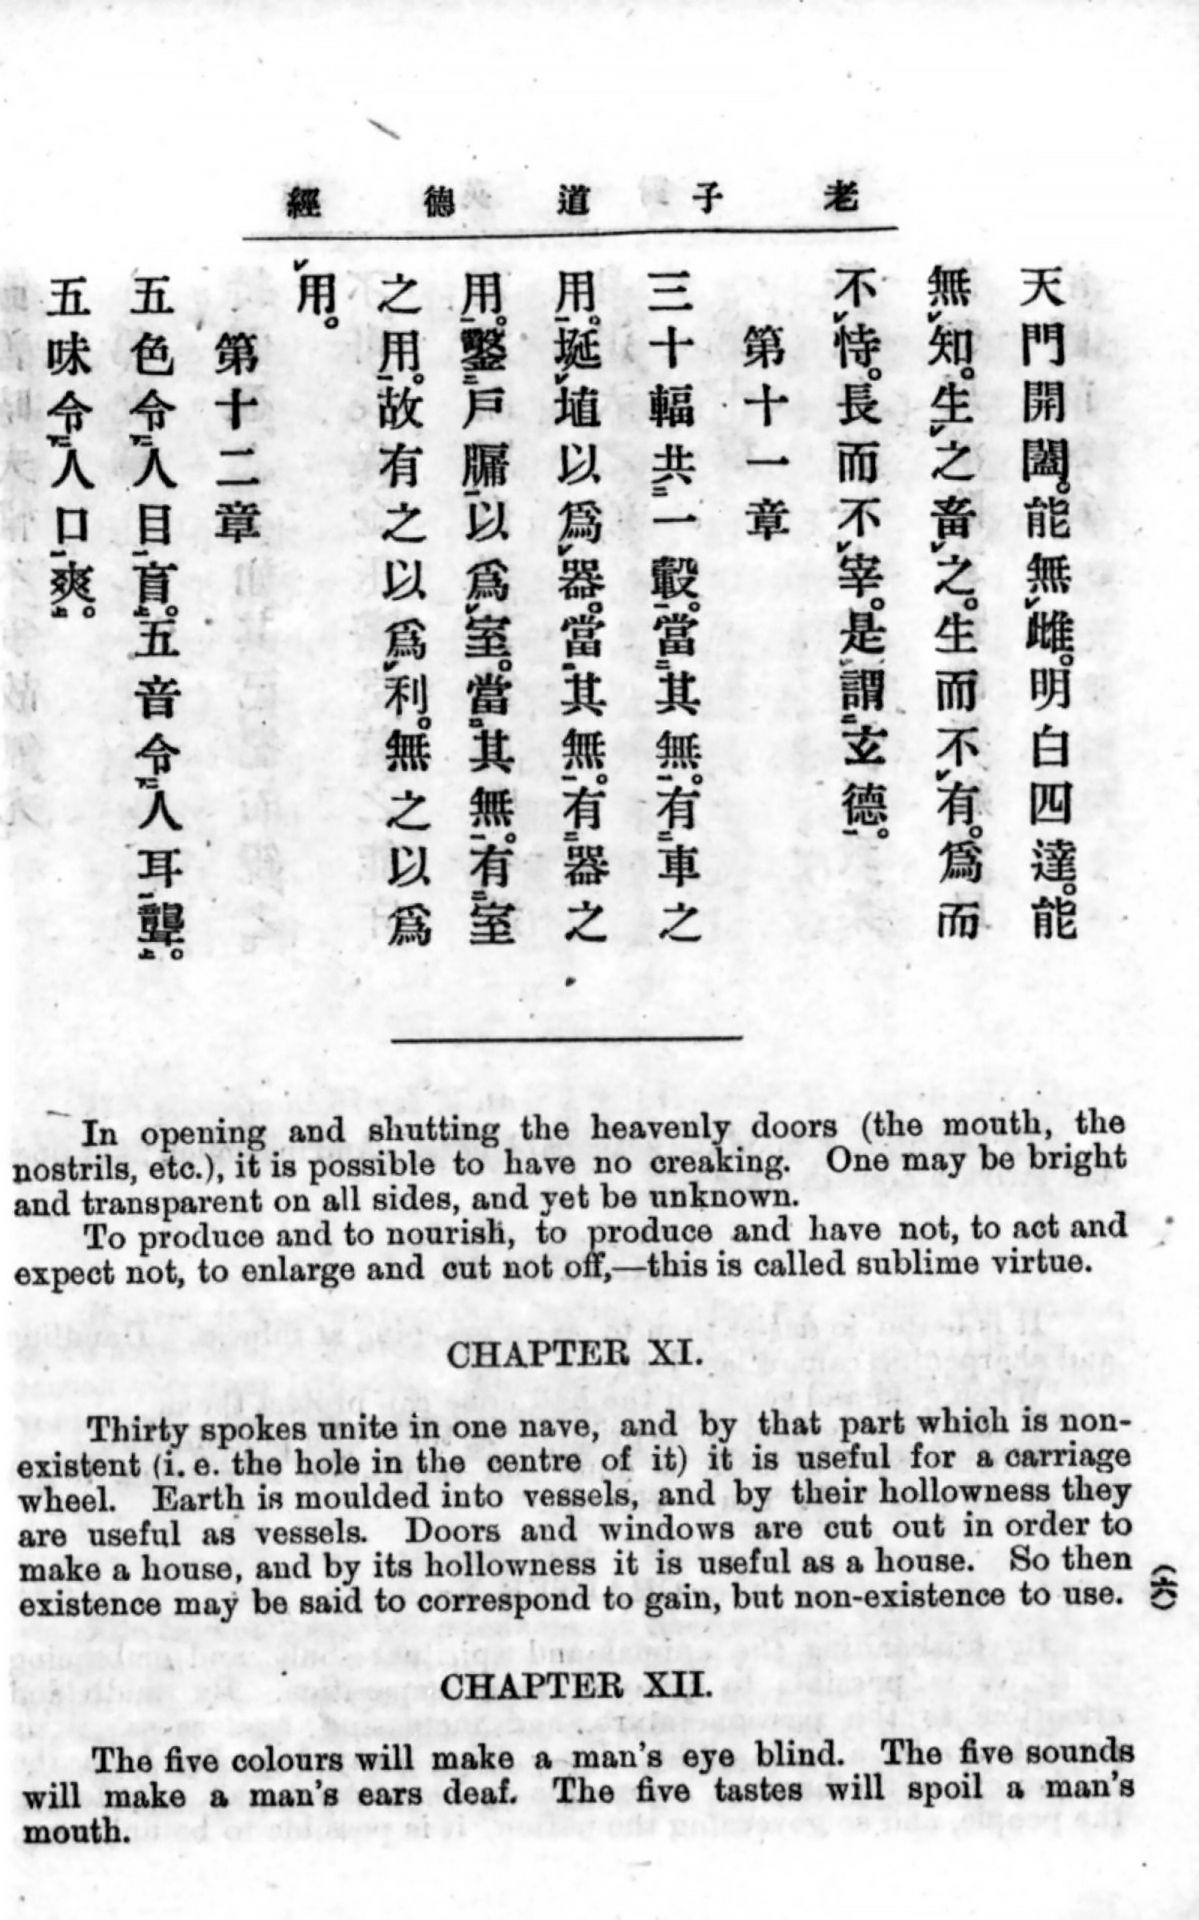 老子道德經
天門開闔。能無雌。明白四達。能
無知。生之畜之。生而不有。爲而
不恃。長而不宰。是謂玄德。
第十一章
三十輻共一轂。當其無。有車之
用。埏埴以爲器。當其無。有器之
用。鑿戶牖以爲室。當其無。有室
之用。故有之以爲利。無之以爲
用。
第十二章
五色令人目盲。五音令人耳聾。
五味令人口爽。
In opening and shutting the heavenly doors (the mouth, the
nostrils, etc.), it is possible to have no creaking. One may be bright
and transparent on all sides, and yet be unknown.
To produce and to nourish, to produce and have not, to act and
expect not, to enlarge and cut not off,—this is called sublime virtue.
CHAPTER XI.
Thirty spokes unite in one nave, and by that part which is non-
existent (i. e. the hole in the centre of it) it is useful for a carriage
wheel. Earth is moulded into vessels, and by their hollowness they
are useful as vessels. Doors and windows are cut out in order to
make a house, and by its hollowness it is useful as a house. So then
existence may be said to correspond to gain, but non-existence to use.
(六)
CHAPTER XII.
The five colours will make a man's eye blind. The five sounds
will make a man's ears deaf. The five tastes will spoil a man's
mouth.